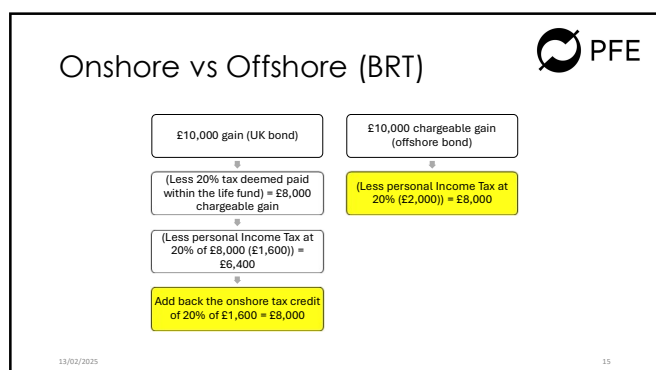 Onshore vs Offshore (BRT)
PFE
£10,000 gain (UK bond)
(Less 20% tax deemed paid
within the life fund) = £8,000
chargeable gain
(Less personal Income Tax at
20% of £8,000 (£1,600)) =
£6,400
Add back the onshore tax credit
of 20% of £1,600 = £8,000
£10,000 chargeable gain
(offshore bond)
(Less personal Income Tax at
20% (£2,000)) = £8,000
13/02/2025
15